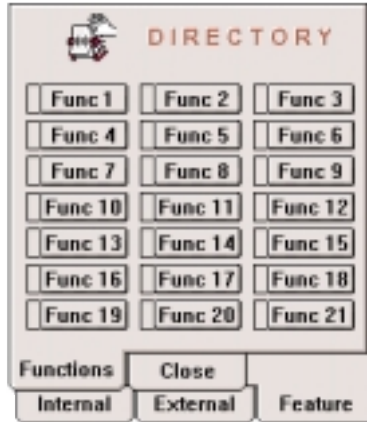 DIRECTORY
Func 1 Func 2 Func 3
Func 4 Func 5 Func 6
Func 7 Func 8 Func 9
Func 10 Func 11 Func 12
Func 13 Func 14 Func 15
Func 16 Func 17 Func 18
Func 19 Func 20 Func 21
Functions Close
Internal External Feature